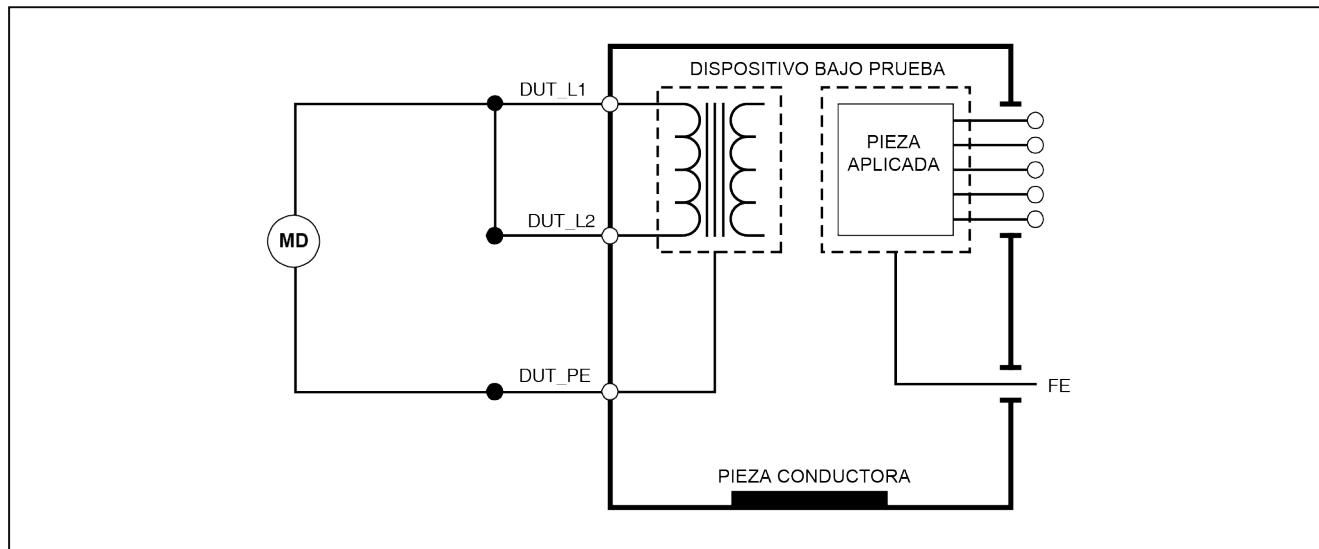 DISPOSITIVO BAJO PRUEBA
DUT_L1
PIEZA
APLICADA
DUT_L2
MD
DUT_PE
FE
PIEZA CONDUCTORA